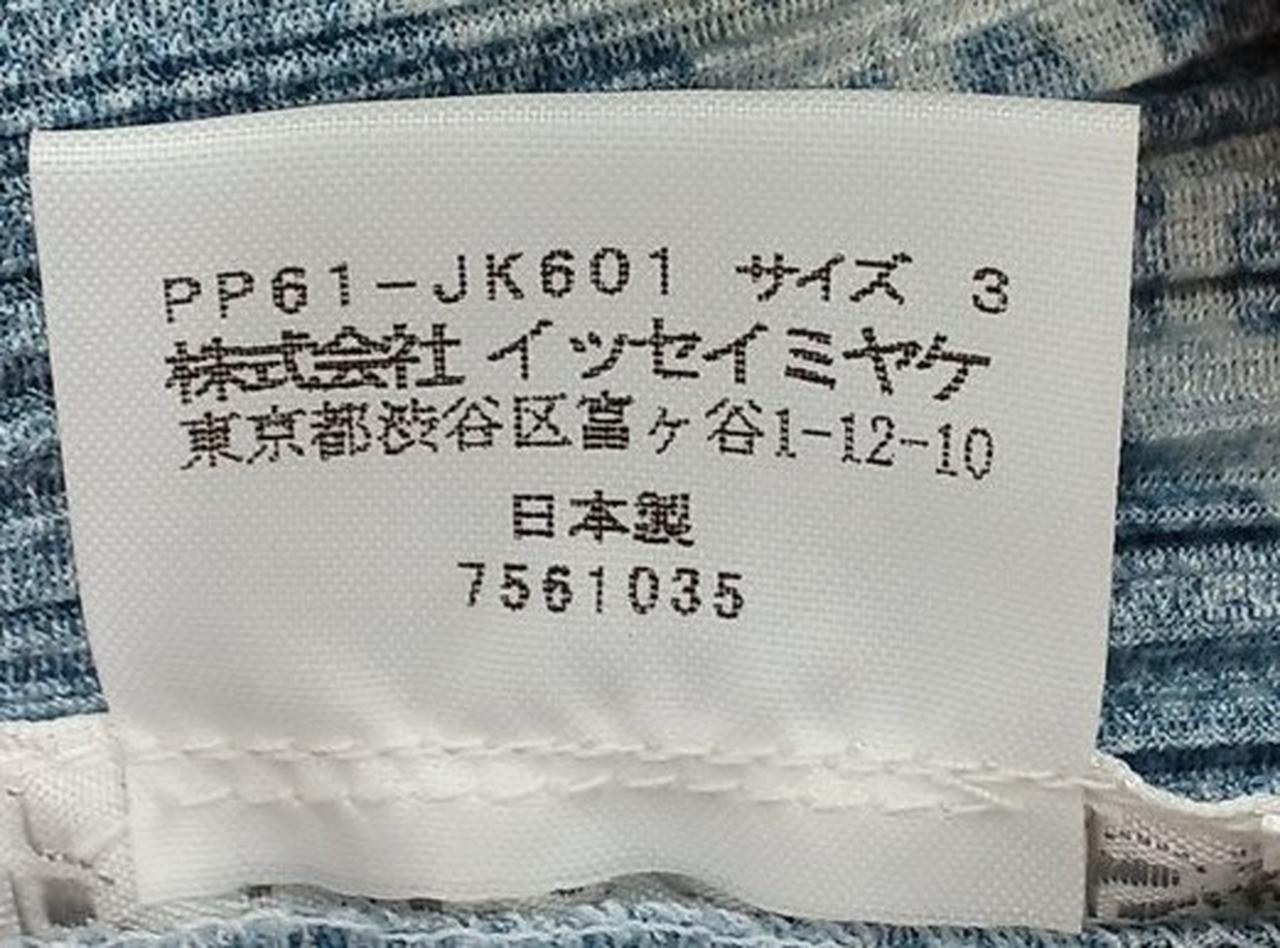 PP61-JK601 サイズ 3
株式会社 イッセイミヤケ
東京都渋谷区富ヶ谷1-12-10
日本製
7561035